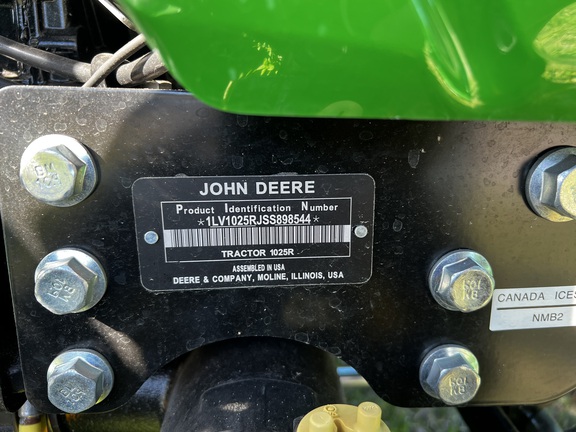 JOHN DEERE
Product Identification Number
*1LV1025RJSS898544*
TRACTOR 1025R
ASSEMBLED IN USA
DEERE & COMPANY, MOLINE, ILLINOIS, USA
CANADA ICES
NMB2